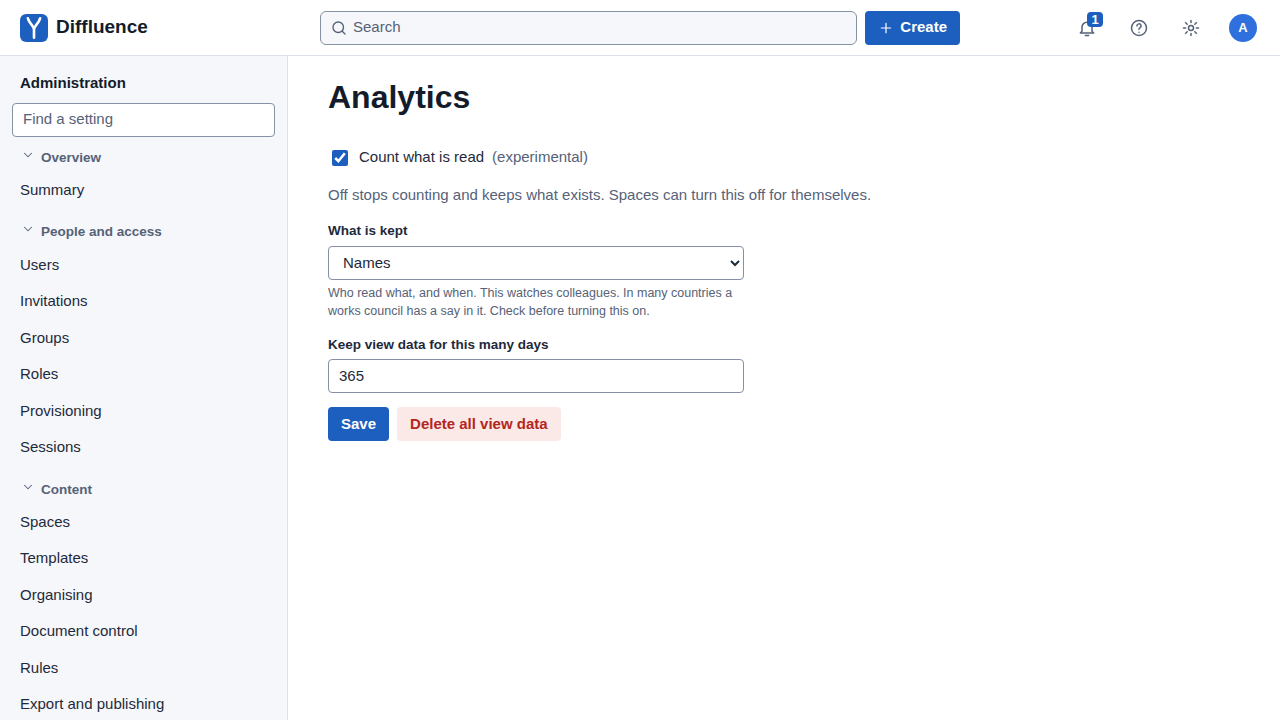 Diffluence
Search
Create
1
A
Administration
Find a setting
Overview
Summary
People and access
Users
Invitations
Groups
Roles
Provisioning
Sessions
Content
Spaces
Templates
Organising
Document control
Rules
Export and publishing
Analytics
Count what is read (experimental)
Off stops counting and keeps what exists. Spaces can turn this off for themselves.
What is kept
Names
Who read what, and when. This watches colleagues. In many countries a
works council has a say in it. Check before turning this on.
Keep view data for this many days
365
Save
Delete all view data